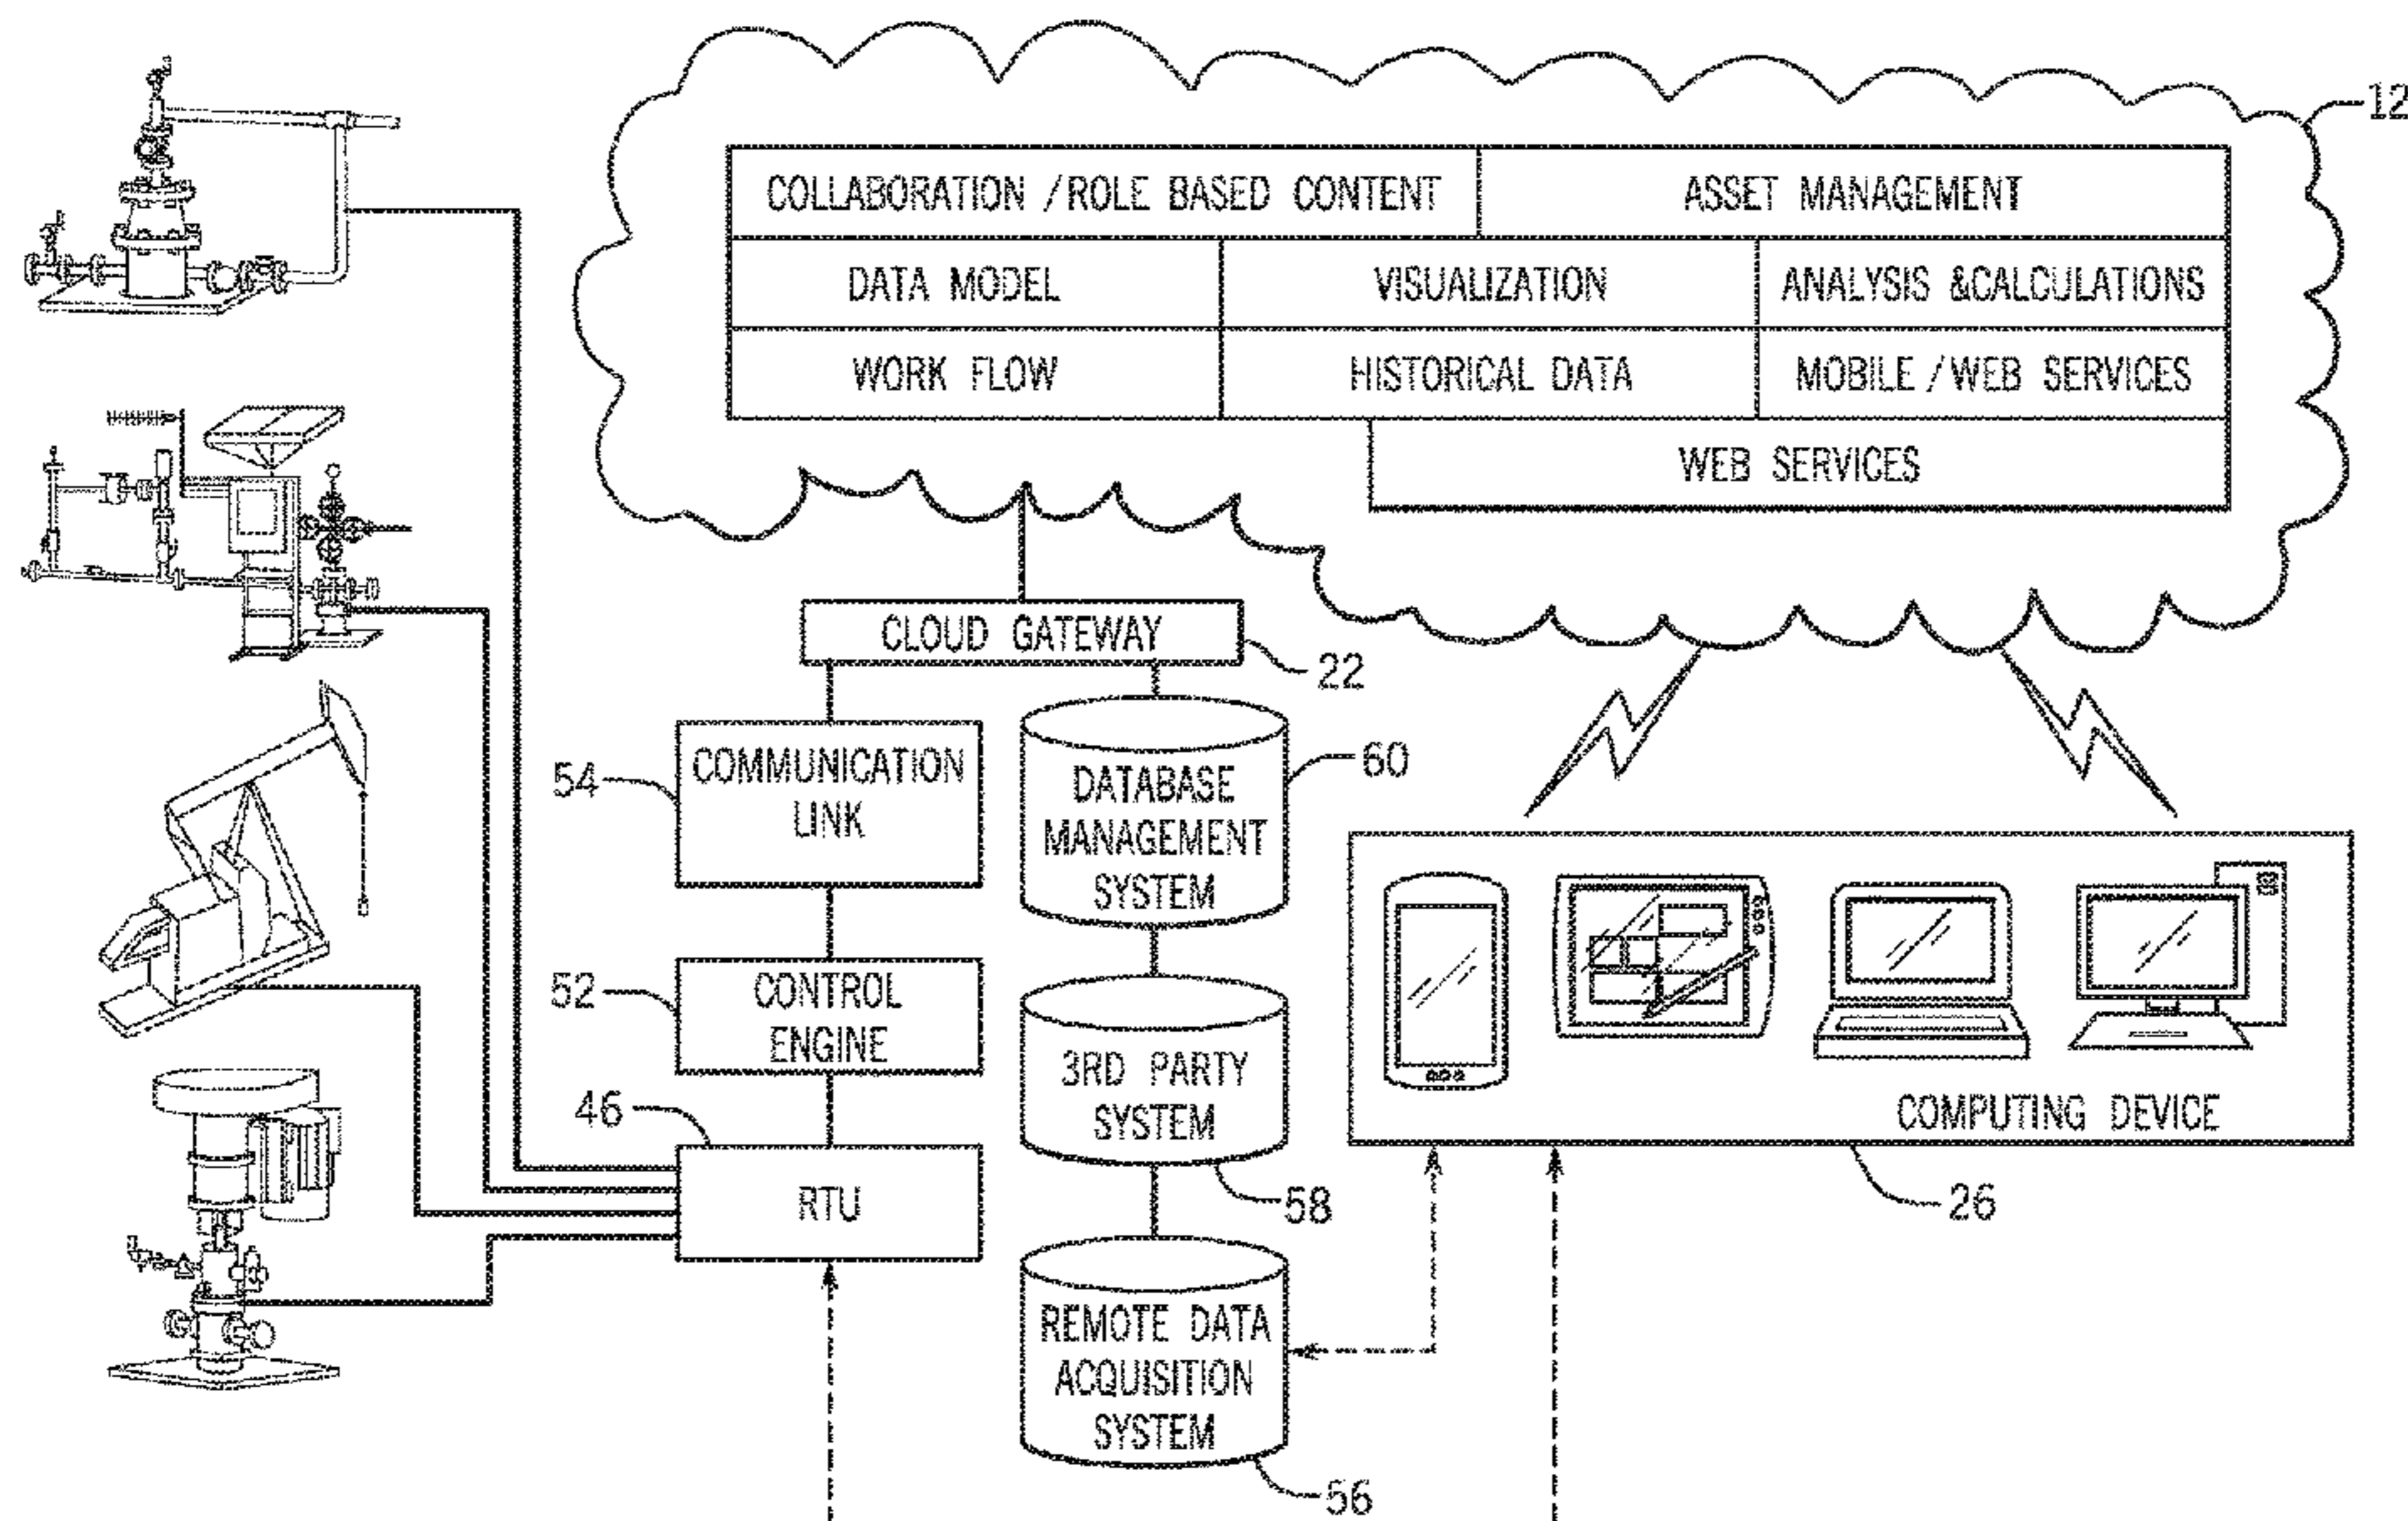 12
COLLABORATION /ROLE BASED CONTENT
ASSET MANAGEMENT
DATA MODEL
VISUALIZATION
ANALYSIS &CALCULATIONS
WORK FLOW
HISTORICAL DATA
MOBILE / WEB SERVICES
WEB SERVICES
CLOUD GATEWAY
22
54
COMMUNICATION
LINK
60
DATABASE
MANAGEMENT
SYSTEM
52
CONTROL
ENGINE
46
RTU
3RD PARTY
SYSTEM
58
COMPUTING DEVICE
26
REMOTE DATA
ACQUISITION
SYSTEM
56